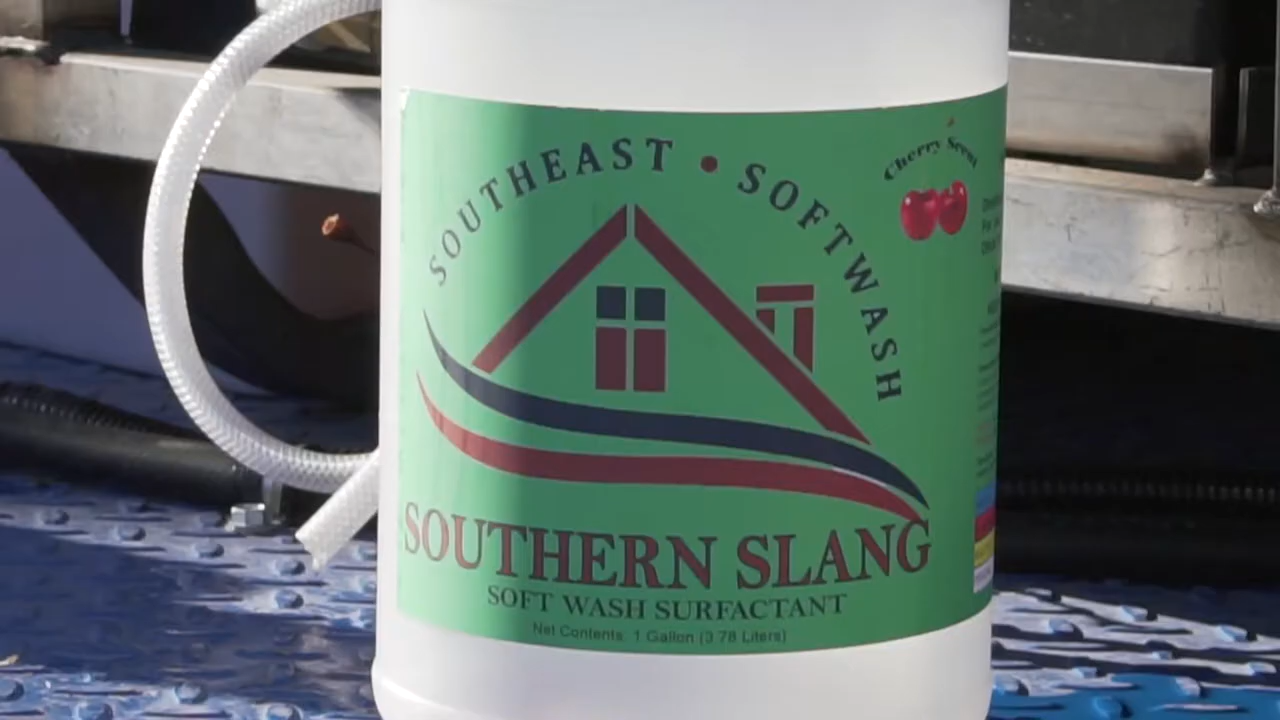 SOUTHEAST • SOFTWASH
Cherry Scent
SOUTHERN SLANG
SOFT WASH SURFACTANT
Net Contents: 1 Gallon (3.78 Liters)